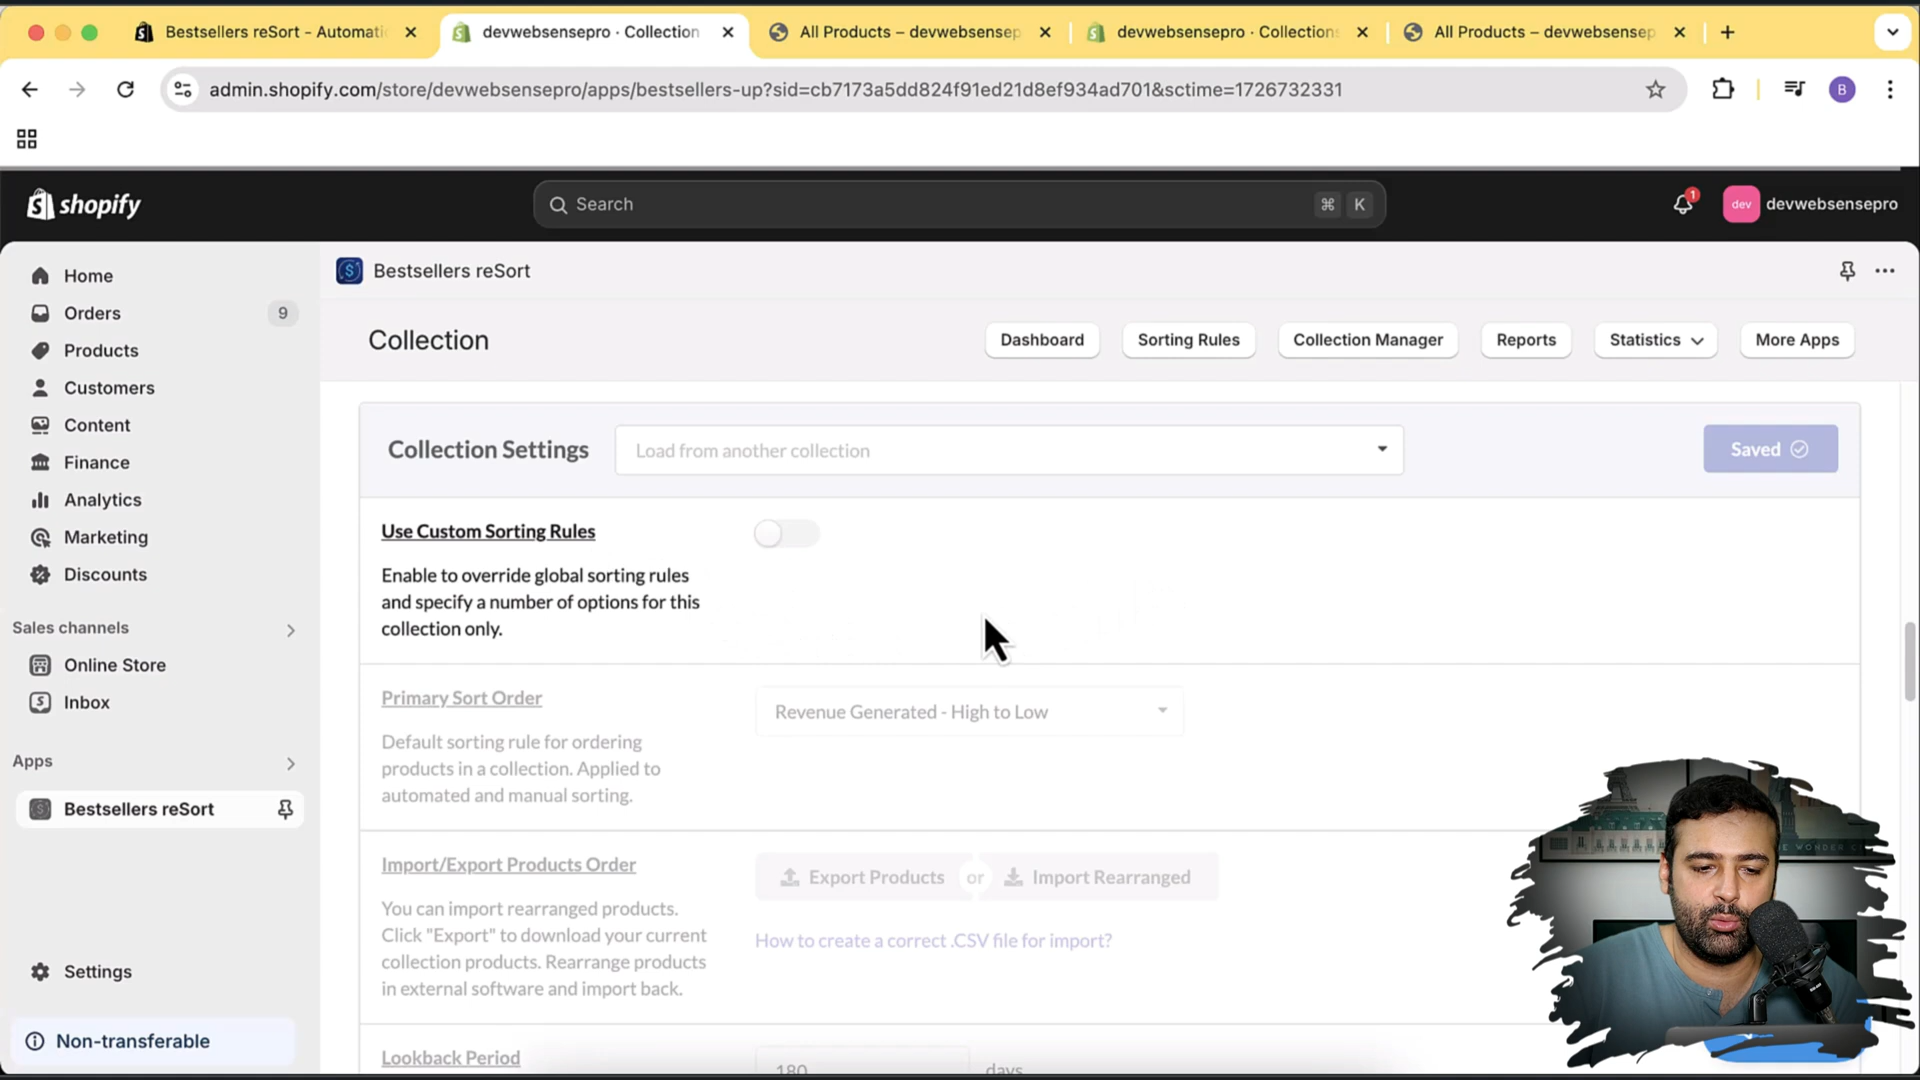 Bestsellers reSort - Automati
devwebsensepro · Collection
All Products – devwebsensep
devwebsensepro · Collections
All Products – devwebsensep
admin.shopify.com/store/devwebsensepro/apps/bestsellers-up?sid=cb7173a5dd824f91ed21d8ef934ad701&sctime=1726732331
B
shopify
Search
⌘ K
1
dev
devwebsensepro
Home
Orders 9
Products
Customers
Content
Finance
Analytics
Marketing
Discounts
Sales channels
Online Store
Inbox
Apps
Bestsellers reSort
Settings
Non-transferable
Bestsellers reSort
Collection
Dashboard
Sorting Rules
Collection Manager
Reports
Statistics
More Apps
Collection Settings
Load from another collection
Saved
Use Custom Sorting Rules
Enable to override global sorting rules
and specify a number of options for this
collection only.
Primary Sort Order
Revenue Generated - High to Low
Default sorting rule for ordering
products in a collection. Applied to
automated and manual sorting.
Import/Export Products Order
Export Products or Import Rearranged
You can import rearranged products.
Click "Export" to download your current
collection products. Rearrange products
in external software and import back.
How to create a correct .CSV file for import?
Lookback Period
180 days